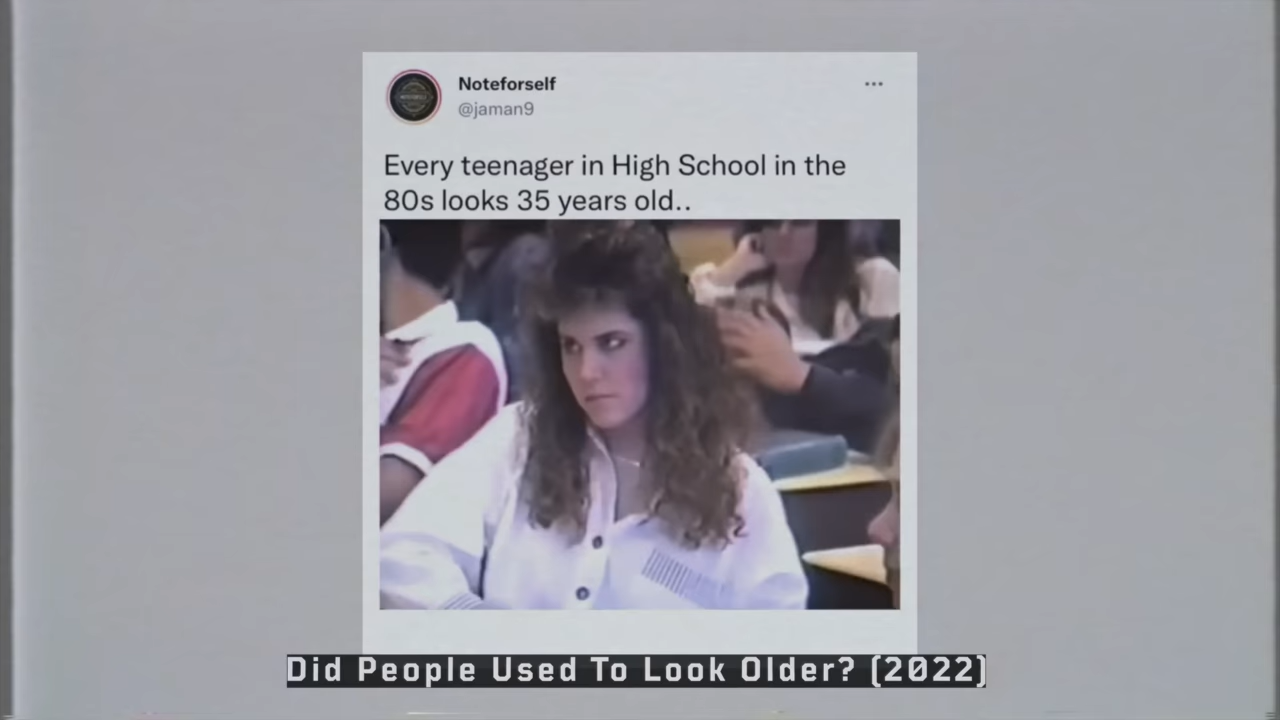 Noteforself
@jaman9
Every teenager in High School in the
80s looks 35 years old..
Did People Used To Look Older? (2022)